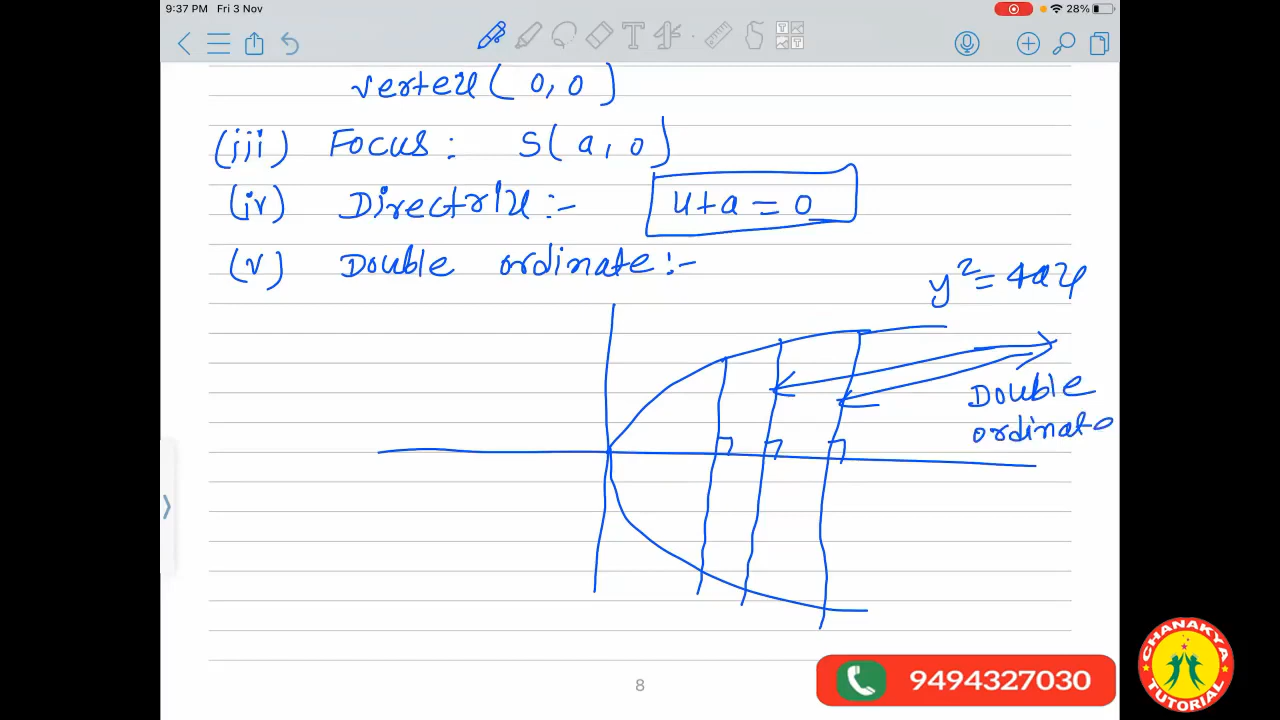 9:37 PM Fri 3 Nov
28%
vertex ( 0, 0 )
(iii) Focus : S( a, 0 )
(iv) Directrix :- x + a = 0
(v) Double ordinate :-
y² = 4ax
Double
ordinate
8
9494327030
CHANAKYA
TUTORIAL